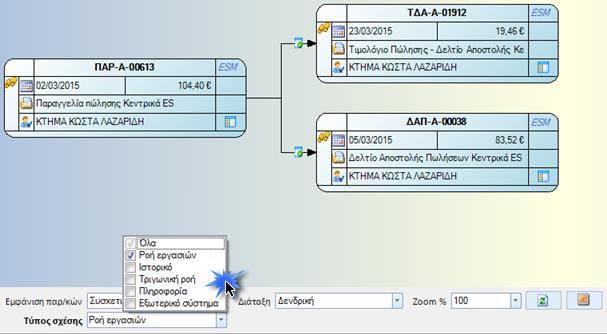 ΤΔΑ-Α-01912 ESM
23/03/2015 19,46 €
Τιμολόγιο Πώλησης - Δελτίο Αποστολής Κε
ΚΤΗΜΑ ΚΩΣΤΑ ΛΑΖΑΡΙΔΗ
ΠΑΡ-Α-00613 ESM
02/03/2015 104,40 €
Παραγγελία πώλησης Κεντρικά ES
ΚΤΗΜΑ ΚΩΣΤΑ ΛΑΖΑΡΙΔΗ
ΔΑΠ-Α-00038 ESM
05/03/2015 83,52 €
Δελτίο Αποστολής Πωλήσεων Κεντρικά ES
ΚΤΗΜΑ ΚΩΣΤΑ ΛΑΖΑΡΙΔΗ
Όλα
Ροή εργασιών
Ιστορικό
Τριγωνική ροή
Πληροφορία
Εξωτερικό σύστημα
Εμφάνιση παρ/κών Συσχετι Διάταξη Δενδρική Zoom % 100
Τύπος σχέσης Ροή εργασιών